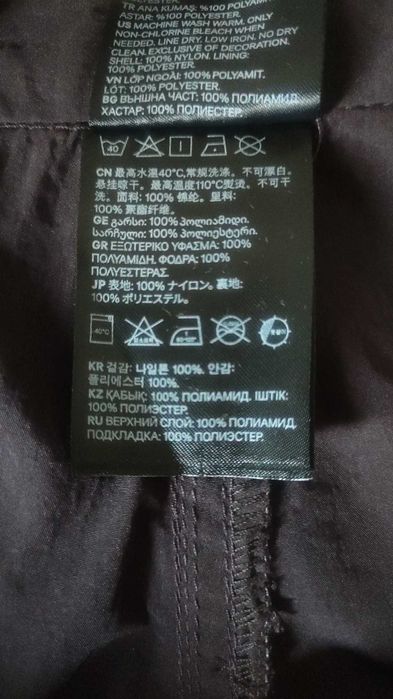 TR ANA KUMAŞ: %100 POLYAMİD.
ASTAR: %100 POLYESTER.
US MACHINE WASH WARM. ONLY
NON-CHLORINE BLEACH WHEN
NEEDED. LINE DRY. LOW IRON. NO DRY
CLEAN. EXCLUSIVE OF DECORATION.
SHELL: 100% NYLON. LINING:
100% POLYESTER.
VN LỚP NGOÀI: 100% POLYAMIT.
LÓT: 100% POLYESTER.
BG ВЪНШНА ЧАСТ: 100% ПОЛИАМИД.
ХАСТАР: 100% ПОЛИЕСТЕР.
40
CN 最高水温40°C,常规洗涤。不可漂白。
悬挂晾干。最高温度110°C熨烫。不可干
洗。面料: 100% 锦纶。里料:
100% 聚酯纤维。
GE გარსი: 100% პოლიამიდი.
სარჩული: 100% პოლიესტერი.
GR ΕΞΩΤΕΡΙΚΟ ΥΦΑΣΜΑ: 100%
ΠΟΛΥΑΜΙΔΗ. ΦΟΔΡΑ: 100%
ΠΟΛΥΕΣΤΕΡΑΣ.
JP 表地: 100% ナイロン。裏地:
100% ポリエステル。
40°C
KR 겉감: 나일론 100%. 안감:
폴리에스터 100%.
KZ ҚАБЫҚ: 100% ПОЛИАМИД. ІШТІК:
100% ПОЛИЭСТЕР.
RU ВЕРХНИЙ СЛОЙ: 100% ПОЛИАМИД.
ПОДКЛАДКА: 100% ПОЛИЭСТЕР.